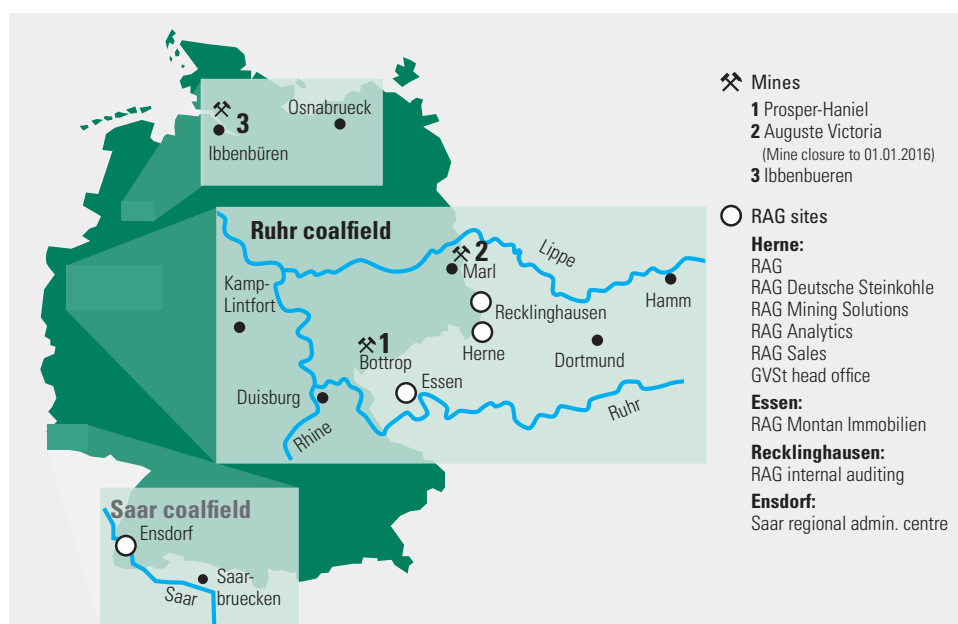 Osnabrueck
3
Ibbenbüren
Ruhr coalfield
Kamp-
Lintfort
2
Marl
Lippe
Recklinghausen
Hamm
1
Bottrop
Herne
Dortmund
Essen
Duisburg
Rhine
Ruhr
Saar coalfield
Ensdorf
Saar
Saar-
bruecken
Mines
1 Prosper-Haniel
2 Auguste Victoria
(Mine closure to 01.01.2016)
3 Ibbenbueren
RAG sites
Herne:
RAG
RAG Deutsche Steinkohle
RAG Mining Solutions
RAG Analytics
RAG Sales
GVSt head office
Essen:
RAG Montan Immobilien
Recklinghausen:
RAG internal auditing
Ensdorf:
Saar regional admin. centre